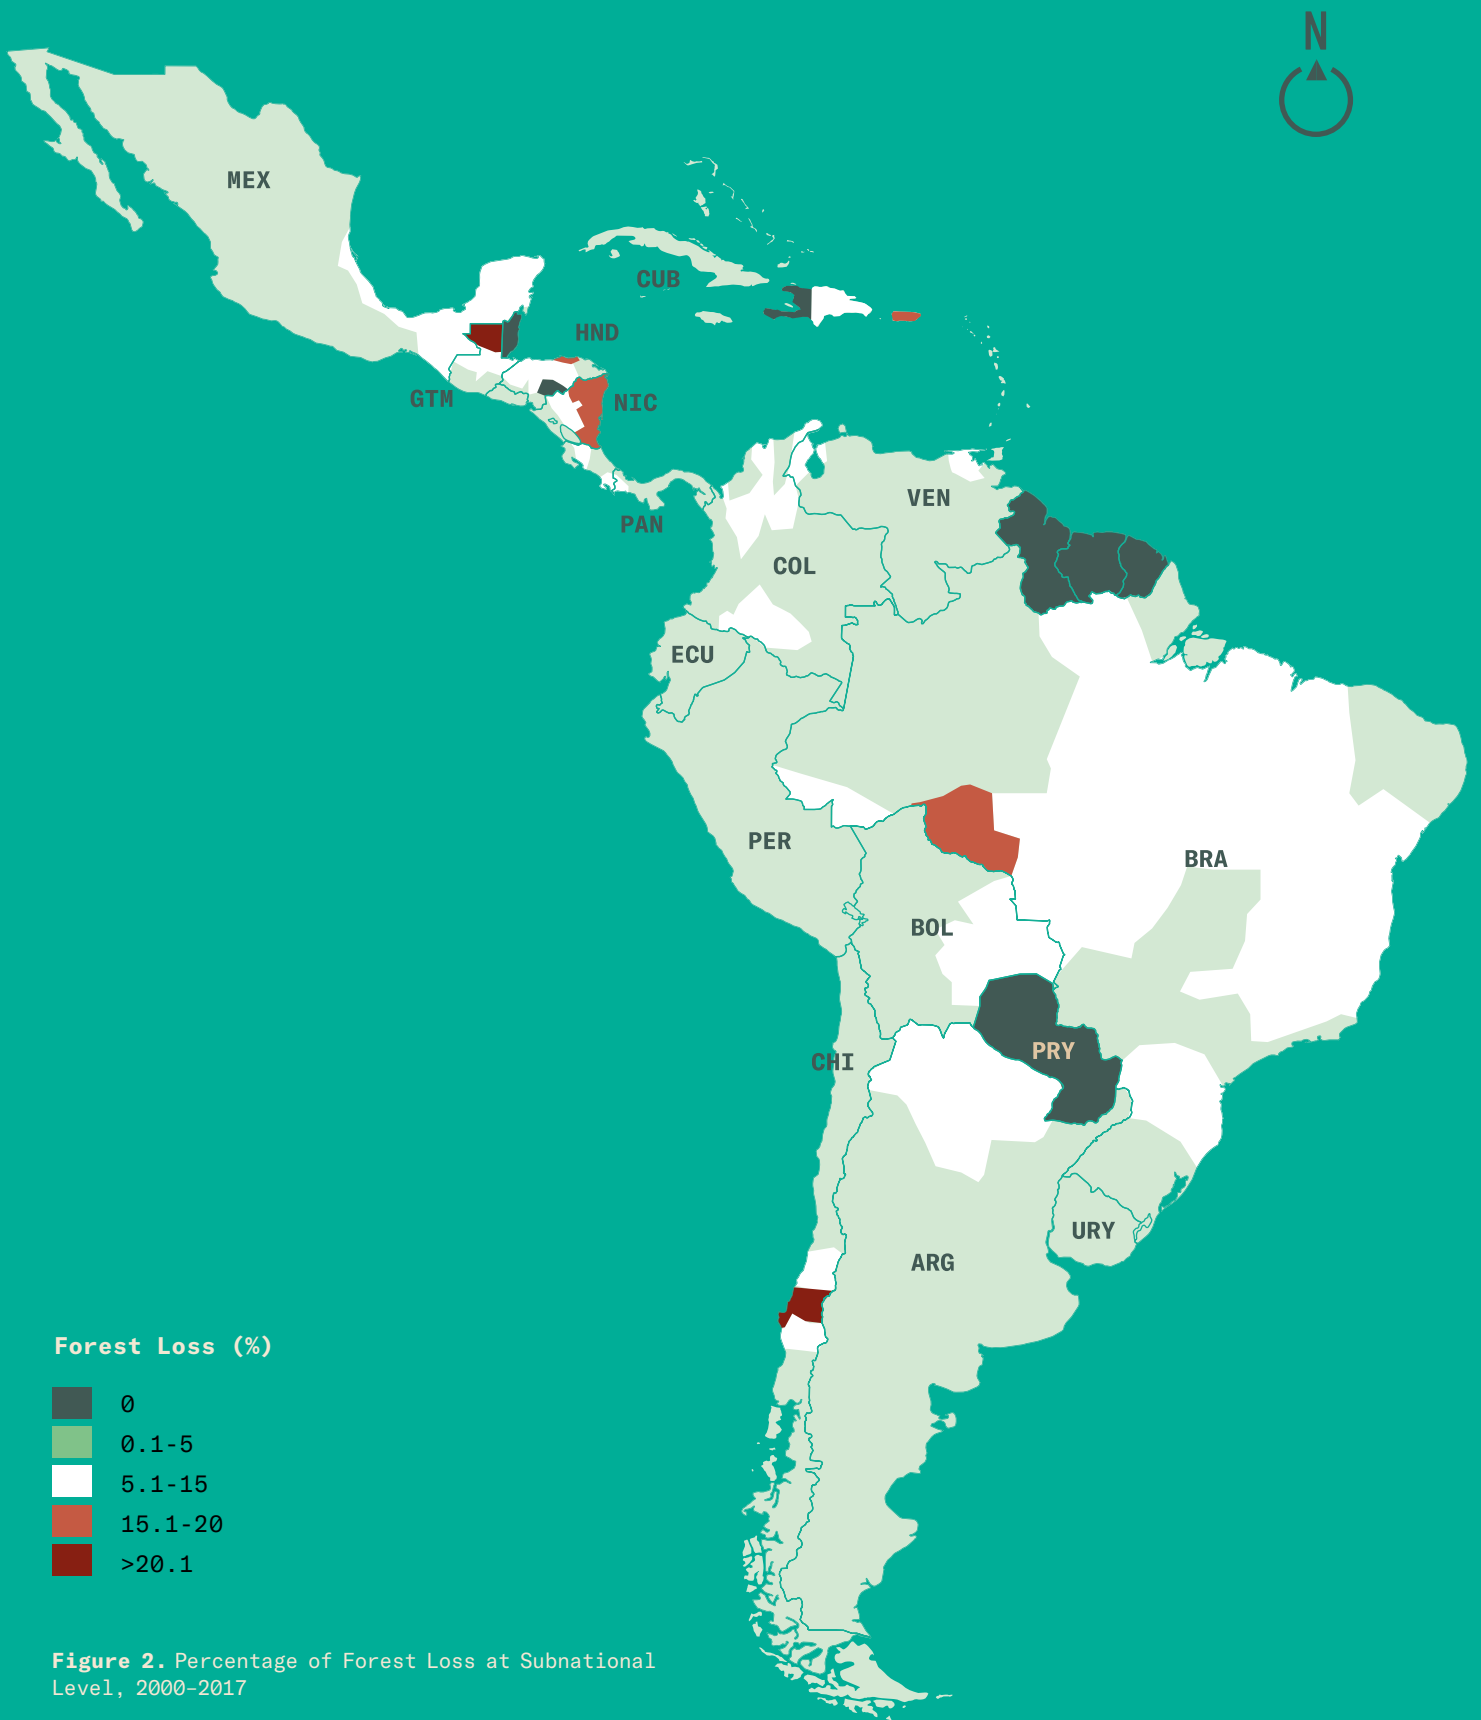 N
MEX
CUB
HND
GTM
NIC
VEN
PAN
COL
ECU
PER
BRA
BOL
PRY
CHI
URY
ARG
Forest Loss (%)
0
0.1-5
5.1-15
15.1-20
>20.1
Figure 2. Percentage of Forest Loss at Subnational
Level, 2000-2017